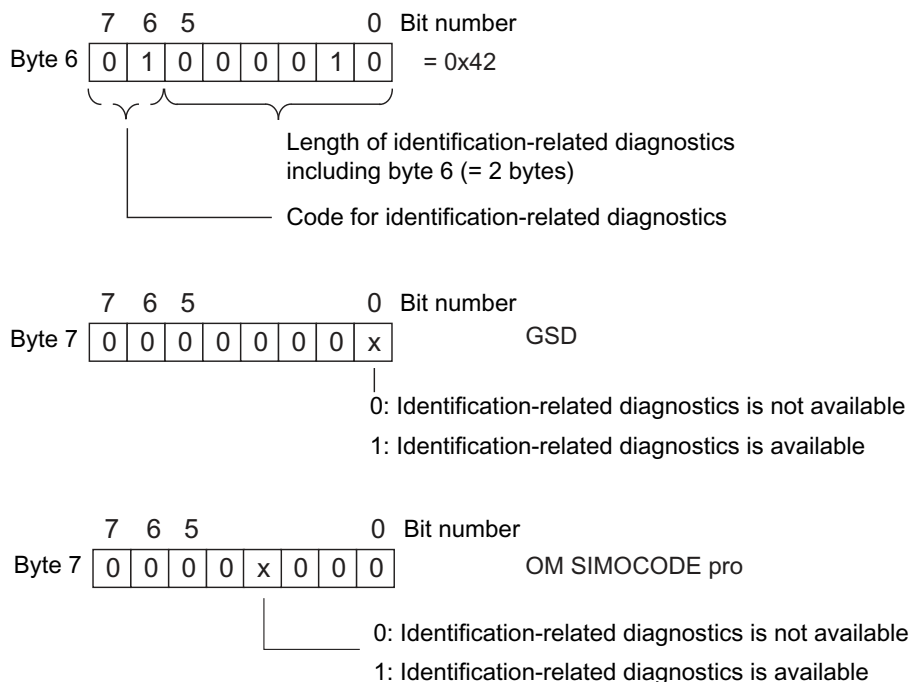 7 6 5 0 Bit number
Byte 6 0 1 0 0 0 0 1 0 = 0x42
Length of identification-related diagnostics
including byte 6 (= 2 bytes)
Code for identification-related diagnostics
7 6 5 0 Bit number
Byte 7 0 0 0 0 0 0 0 x GSD
0: Identification-related diagnostics is not available
1: Identification-related diagnostics is available
7 6 5 0 Bit number
Byte 7 0 0 0 0 x 0 0 0 OM SIMOCODE pro
0: Identification-related diagnostics is not available
1: Identification-related diagnostics is available